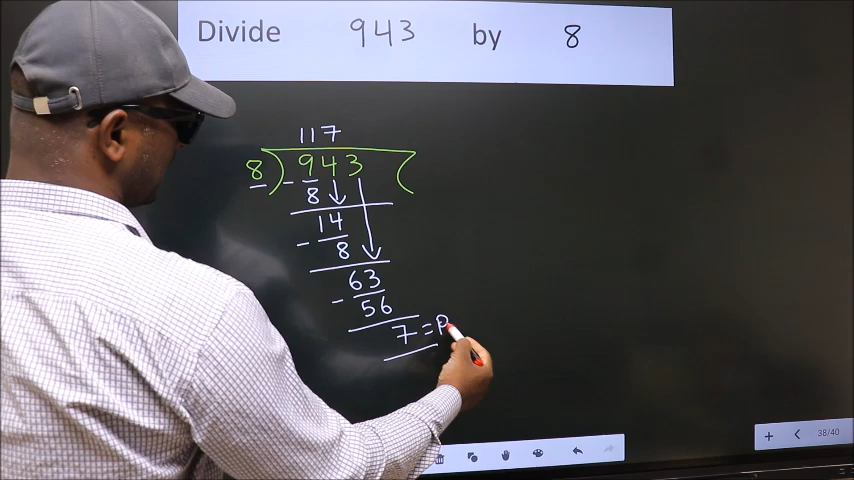 Divide 943 by 8
117
8 ) 943 (
- 8
14
- 8
63
- 56
7 = R
38/40